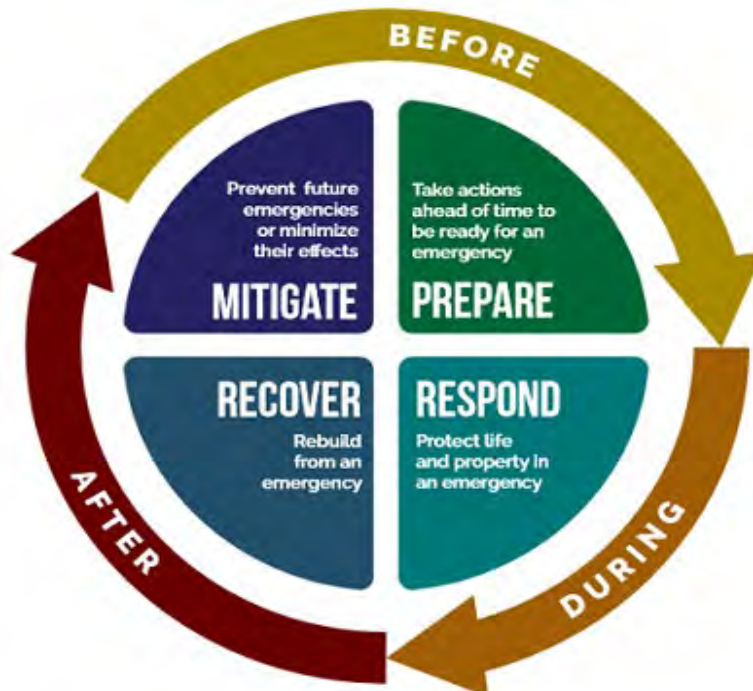 BEFORE
Prevent future
emergencies
or minimize
their effects
MITIGATE
Take actions
ahead of time to
be ready for an
emergency
PREPARE
RECOVER
Rebuild
from an
emergency
RESPOND
Protect life
and property in
an emergency
AFTER
DURING